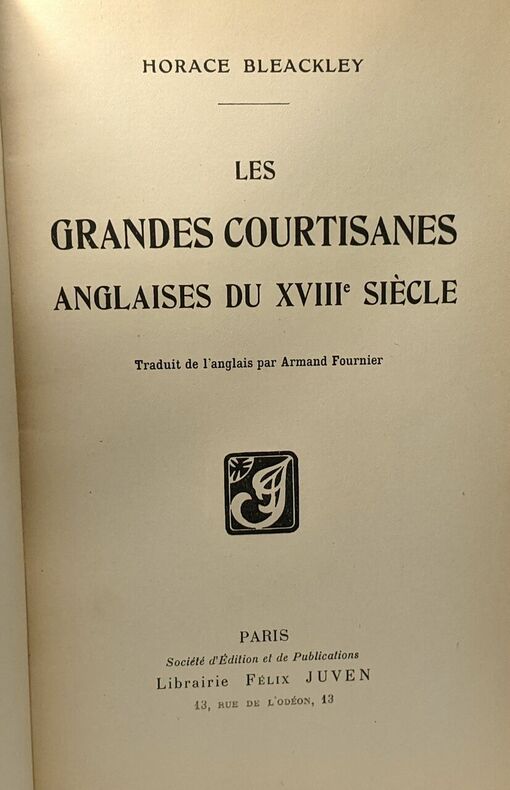 HORACE BLEACKLEY
LES
GRANDES COURTISANES
ANGLAISES DU XVIIIe SIÈCLE
Traduit de l'anglais par Armand Fournier
PARIS
Société d'Édition et de Publications
Librairie FÉLIX JUVEN
13, RUE DE L'ODÉON, 13